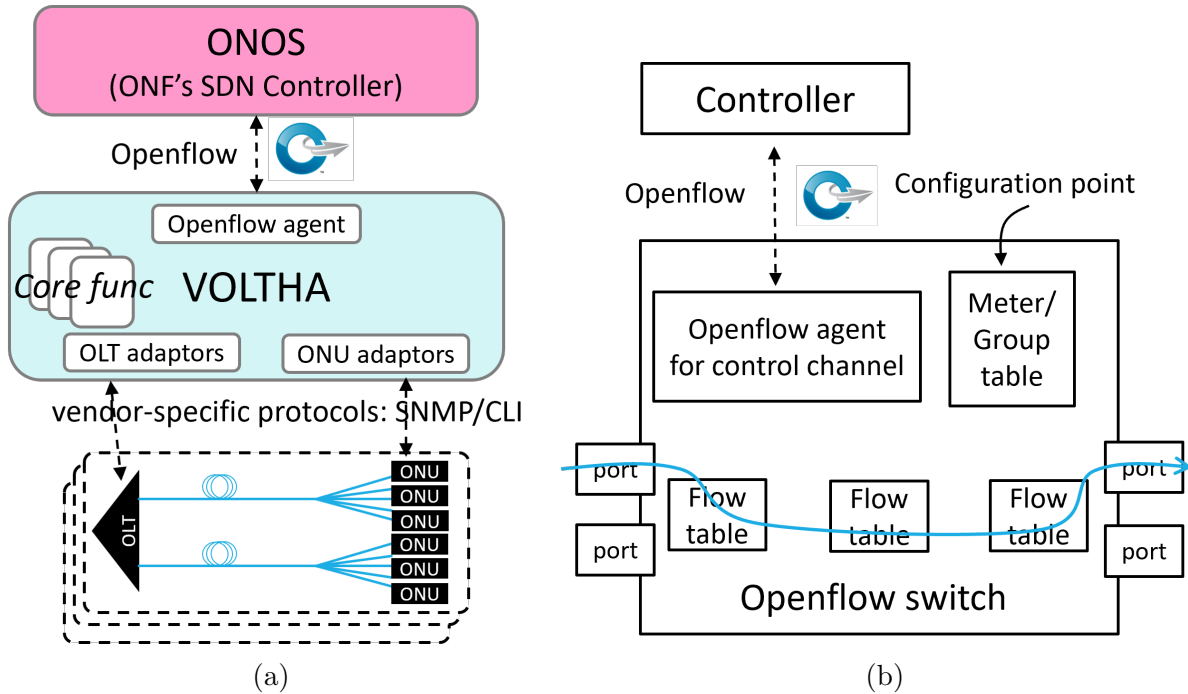 ONOS
(ONF's SDN Controller)
Openflow
Openflow agent
Core func
VOLTHA
OLT adaptors
ONU adaptors
vendor-specific protocols: SNMP/CLI
OLT
ONU
ONU
ONU
ONU
ONU
ONU
(a)
Controller
Openflow
Configuration point
Openflow agent
for control channel
Meter/
Group
table
port
port
Flow
table
Flow
table
Flow
table
port
port
Openflow switch
(b)